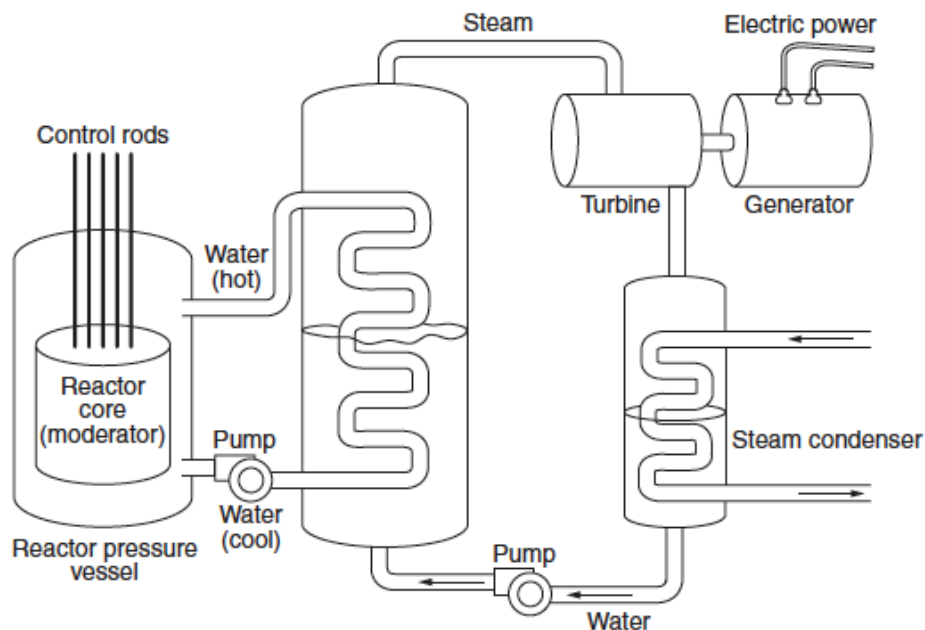 Steam
Electric power
Control rods
Turbine
Generator
Water
(hot)
Reactor
core
(moderator)
Pump
Steam condenser
Water
(cool)
Reactor pressure
vessel
Pump
Water